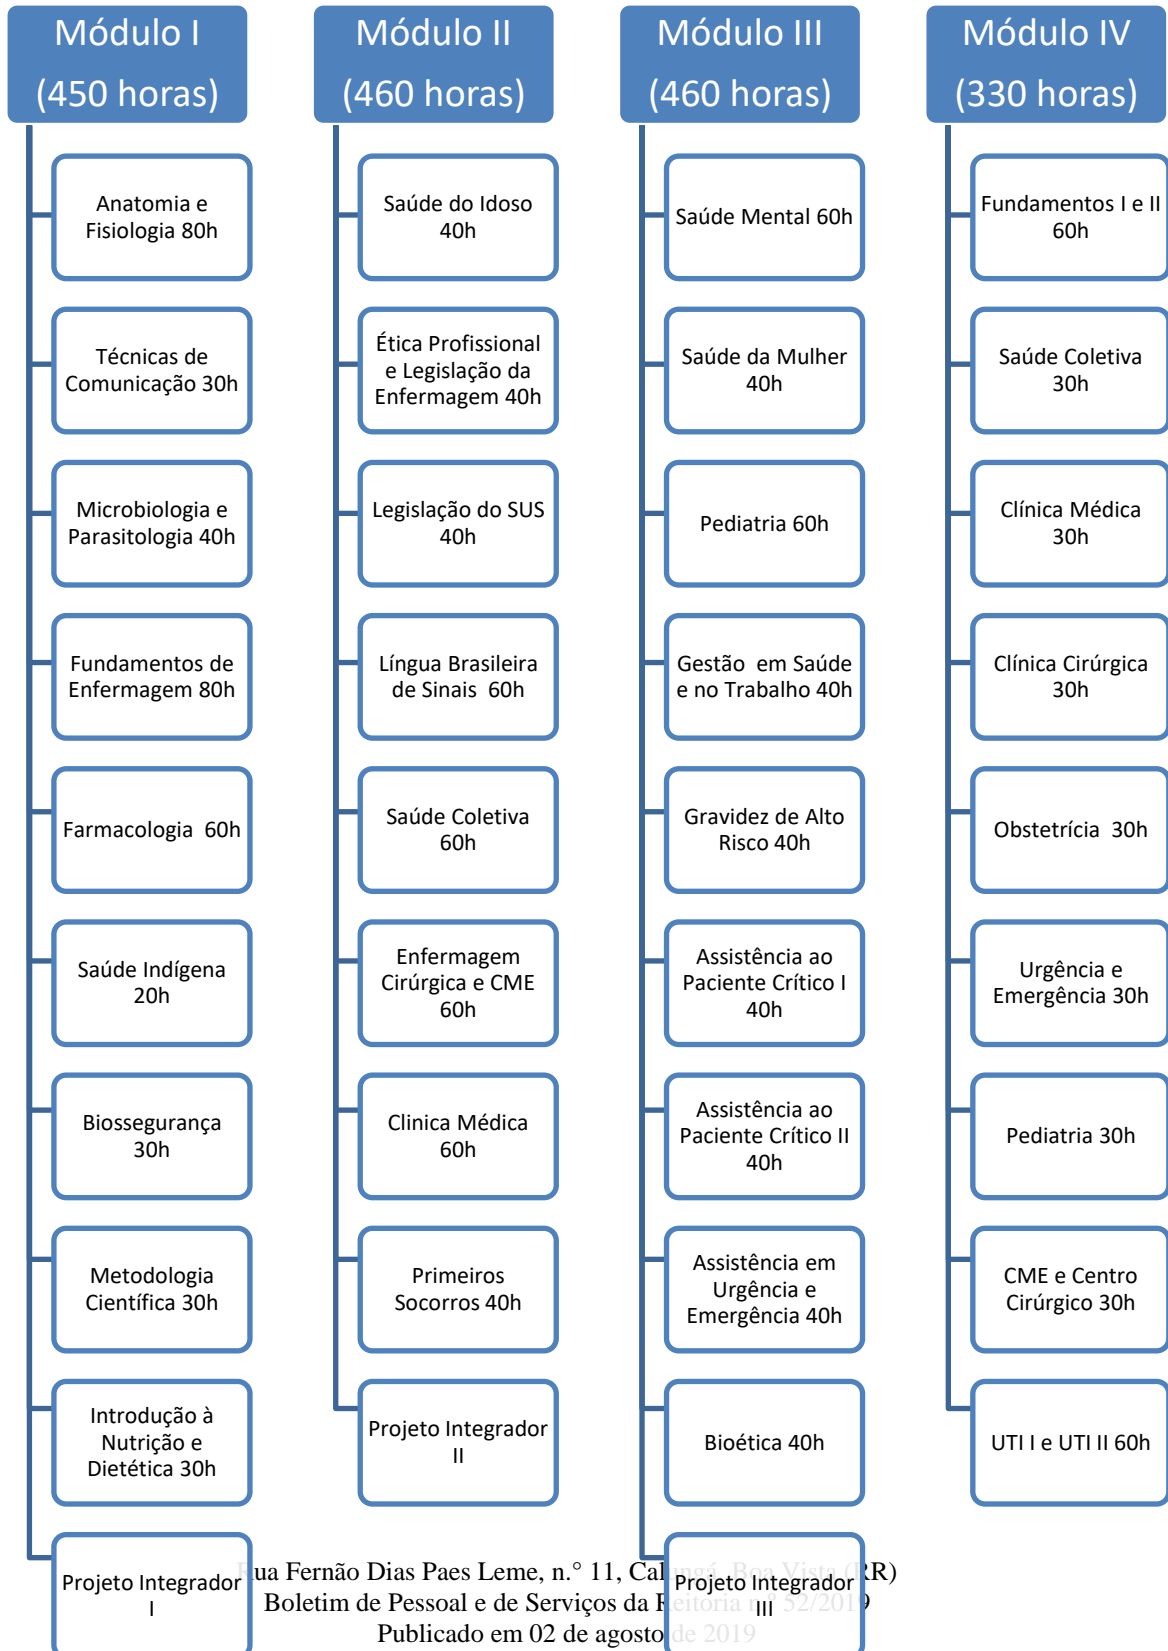 Módulo I
(450 horas)
Anatomia e
Fisiologia 80h
Técnicas de
Comunicação 30h
Microbiologia e
Parasitologia 40h
Fundamentos de
Enfermagem 80h
Farmacologia  60h
Saúde Indígena
20h
Biossegurança
30h
Metodologia
Científica 30h
Introdução à
Nutrição e
Dietética 30h
Projeto Integrador
I
Módulo II
(460 horas)
Saúde do Idoso
40h
Ética Profissional
e Legislação da
Enfermagem 40h
Legislação do SUS
40h
Língua Brasileira
de Sinais  60h
Saúde Coletiva
60h
Enfermagem
Cirúrgica e CME
60h
Clinica Médica
60h
Primeiros
Socorros 40h
Projeto Integrador
II
Módulo III
(460 horas)
Saúde Mental 60h
Saúde da Mulher
40h
Pediatria 60h
Gestão  em Saúde
e no Trabalho 40h
Gravidez de Alto
Risco 40h
Assistência ao
Paciente Crítico I
40h
Assistência ao
Paciente Crítico II
40h
Assistência em
Urgência e
Emergência 40h
Bioética 40h
Projeto Integrador
III
Módulo IV
(330 horas)
Fundamentos I e II
60h
Saúde Coletiva
30h
Clínica Médica
30h
Clínica Cirúrgica
30h
Obstetrícia  30h
Urgência e
Emergência 30h
Pediatria 30h
CME e Centro
Cirúrgico 30h
UTI I e UTI II 60h
Rua Fernão Dias Paes Leme, n.° 11, Calungá, Boa Vista (RR)
Boletim de Pessoal e de Serviços da Reitoria n.° 52/2019
Publicado em 02 de agosto de 2019